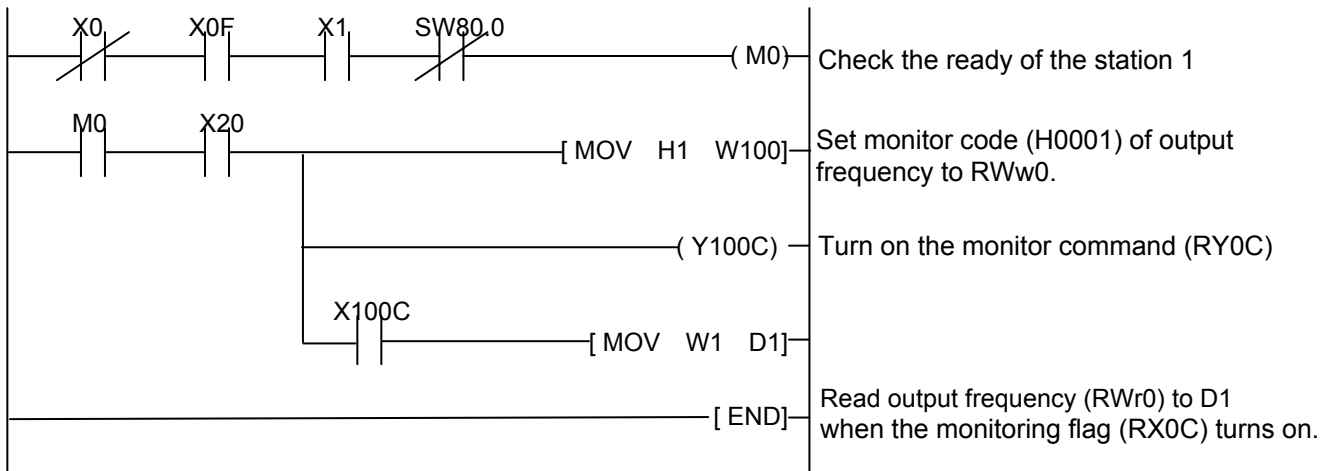 X0 X0F X1 SW80.0
( M0) Check the ready of the station 1
M0 X20
[ MOV H1 W100] Set monitor code (H0001) of output
frequency to RWw0.
( Y100C) Turn on the monitor command (RY0C)
X100C
[ MOV W1 D1]
[ END] Read output frequency (RWr0) to D1
when the monitoring flag (RX0C) turns on.